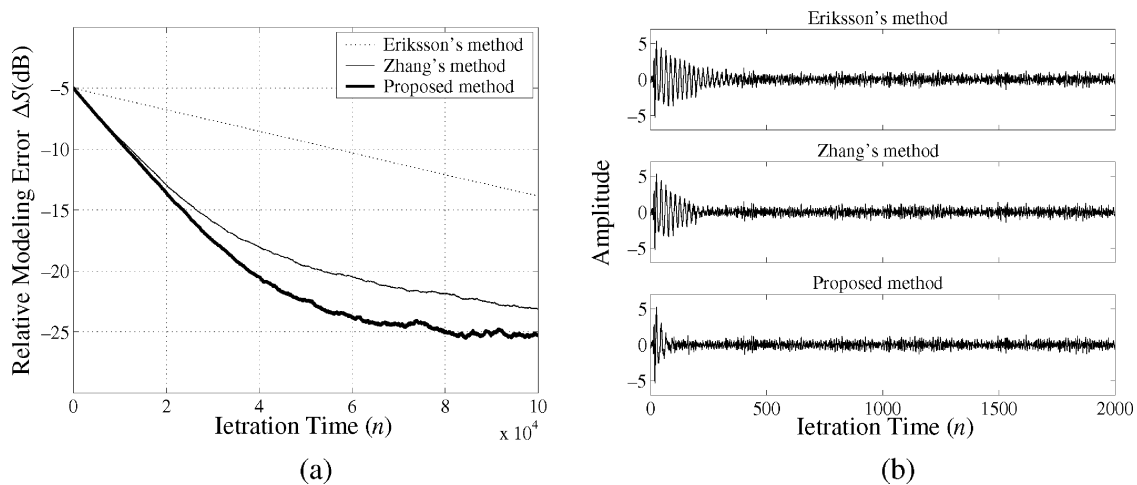 Relative Modeling Error ΔS(dB)
−5
−10
−15
−20
−25
Eriksson's method
Zhang's method
Proposed method
0 2 4 6 8 10
x 10⁴
Ietration Time (n)
(a)
Amplitude
Eriksson's method
5
0
−5
Zhang's method
5
0
−5
Proposed method
5
0
−5
0 500 1000 1500 2000
Ietration Time (n)
(b)